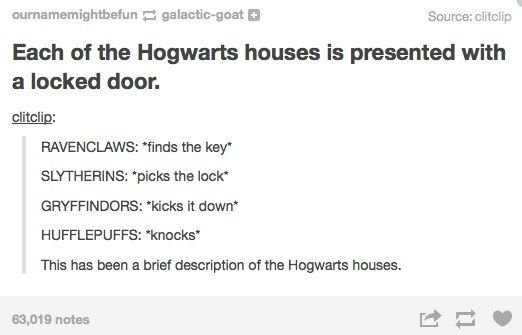 ournamemightbefun galactic-goat Source: clitclip
Each of the Hogwarts houses is presented with
a locked door.
clitclip:
RAVENCLAWS: *finds the key*
SLYTHERINS: *picks the lock*
GRYFFINDORS: *kicks it down*
HUFFLEPUFFS: *knocks*
This has been a brief description of the Hogwarts houses.
63,019 notes